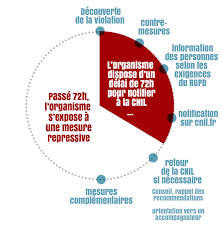 Découverte
de la violation
contre-
mesures
information
des personnes
selon les
exigences
du RGPD
L'organisme
dispose d'un
délai de 72h
pour notifier
à la CNIL
...
Passé 72h,
l'organisme
s'expose à
une mesure
repressive
notification
sur cnil.fr
retour
de la CNIL
si nécessaire
Conseil, rappel des
recommendations
orientation vers un
accompagnateur
mesures
complémentaires